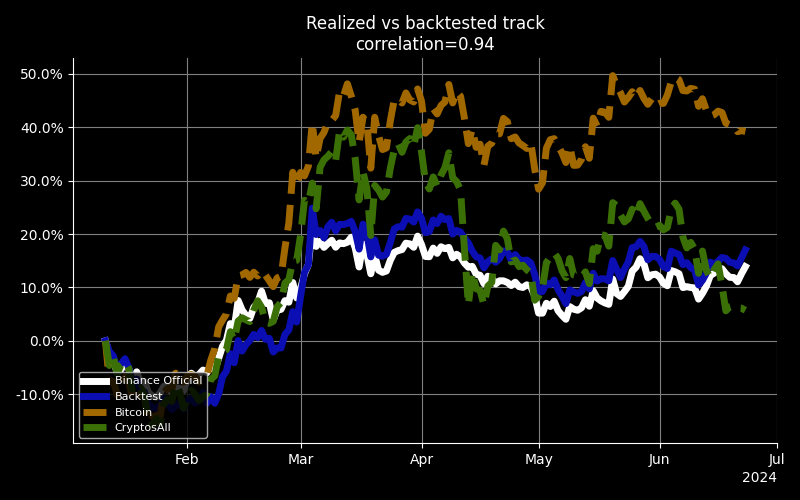 Realized vs backtested track
correlation=0.94
50.0%
40.0%
30.0%
20.0%
10.0%
0.0%
-10.0%
Binance Official
Backtest
Bitcoin
CryptosAll
Feb
Mar
Apr
May
Jun
Jul
2024